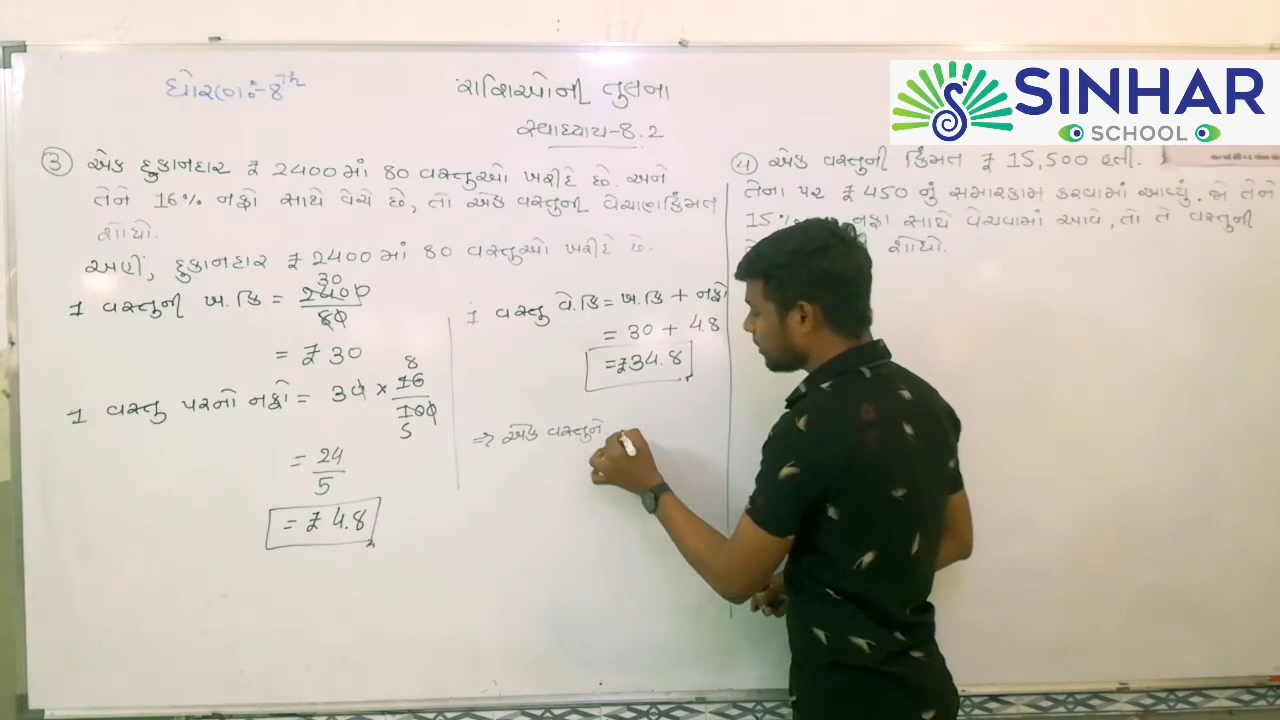 ધોરણ:-8th
રાશિઓની તુલના
સ્વાધ્યાય-8.2
SINHAR
SCHOOL
③ એક દુકાનદાર ₹ 2400માં 80 વસ્તુઓ ખરીદે છે. અને
તેને 16% નફો સાથે વેચે છે, તો એક વસ્તુની વેચાણકિંમત
શોધો.
અહીં, દુકાનદાર ₹ 2400માં 80 વસ્તુઓ ખરીદે છે.
30
1 વસ્તુની ખ. કિ = 2400
80
= ₹ 30
8
1 વસ્તુ પરનો નફો = 30 × 16
100
5
= 24
5
= ₹ 4.8
1 વસ્તુ વે. કિ = ખ. કિ + નફો
= 30 + 4.8
= ₹34.8
⇒ એક વસ્તુને
④ એક વસ્તુની કિંમત ₹ 15,500 હતી.
તેના પર ₹ 450 નું સમારકામ કરવામાં આવ્યું. જો તેને
15% નફા સાથે વેચવામાં આવે, તો તે વસ્તુની
શોધો.